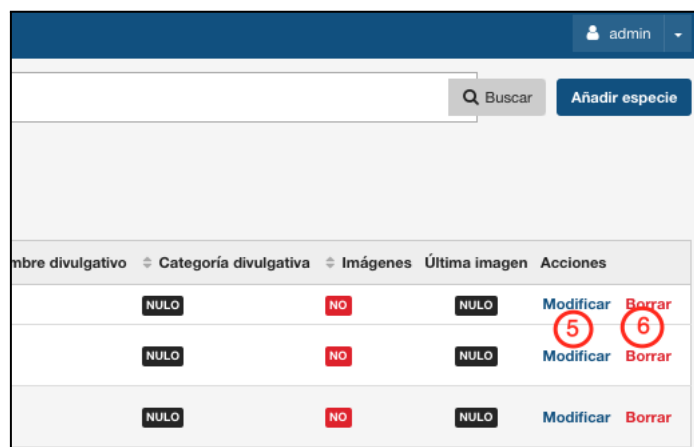 admin
Buscar Añadir especie
mbre divulgativo Categoría divulgativa Imágenes Última imagen Acciones
NULO NO NULO Modificar Borrar
5 6
NULO NO NULO Modificar Borrar
NULO NO NULO Modificar Borrar